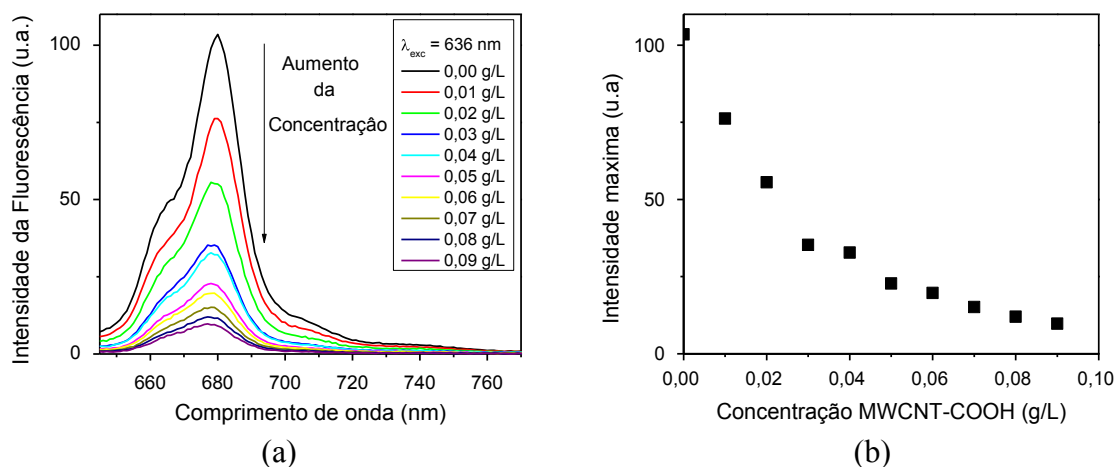 Intensidade da Fluorescência (u.a.)
100
50
0
660
680
700
720
740
760
Comprimento de onda (nm)
Aumento
da
Concentração
λexc = 636 nm
0,00 g/L
0,01 g/L
0,02 g/L
0,03 g/L
0,04 g/L
0,05 g/L
0,06 g/L
0,07 g/L
0,08 g/L
0,09 g/L
(a)
Intensidade maxima (u.a)
100
50
0
0,00
0,02
0,04
0,06
0,08
0,10
Concentração MWCNT-COOH (g/L)
(b)